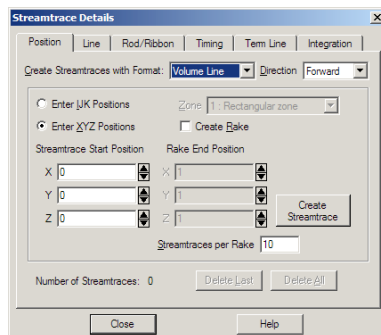 Streamtrace Details
Position Line Rod/Ribbon Timing Term Line Integration
Create Streamtraces with Format: Volume Line Direction Forward
Enter IJK Positions Zone 1 : Rectangular zone
Enter XYZ Positions Create Rake
Streamtrace Start Position Rake End Position
X 0 X 1
Y 0 Y 1
Z 0 Z 1
Create
Streamtrace
Streamtraces per Rake 10
Number of Streamtraces: 0 Delete Last Delete All
Close Help